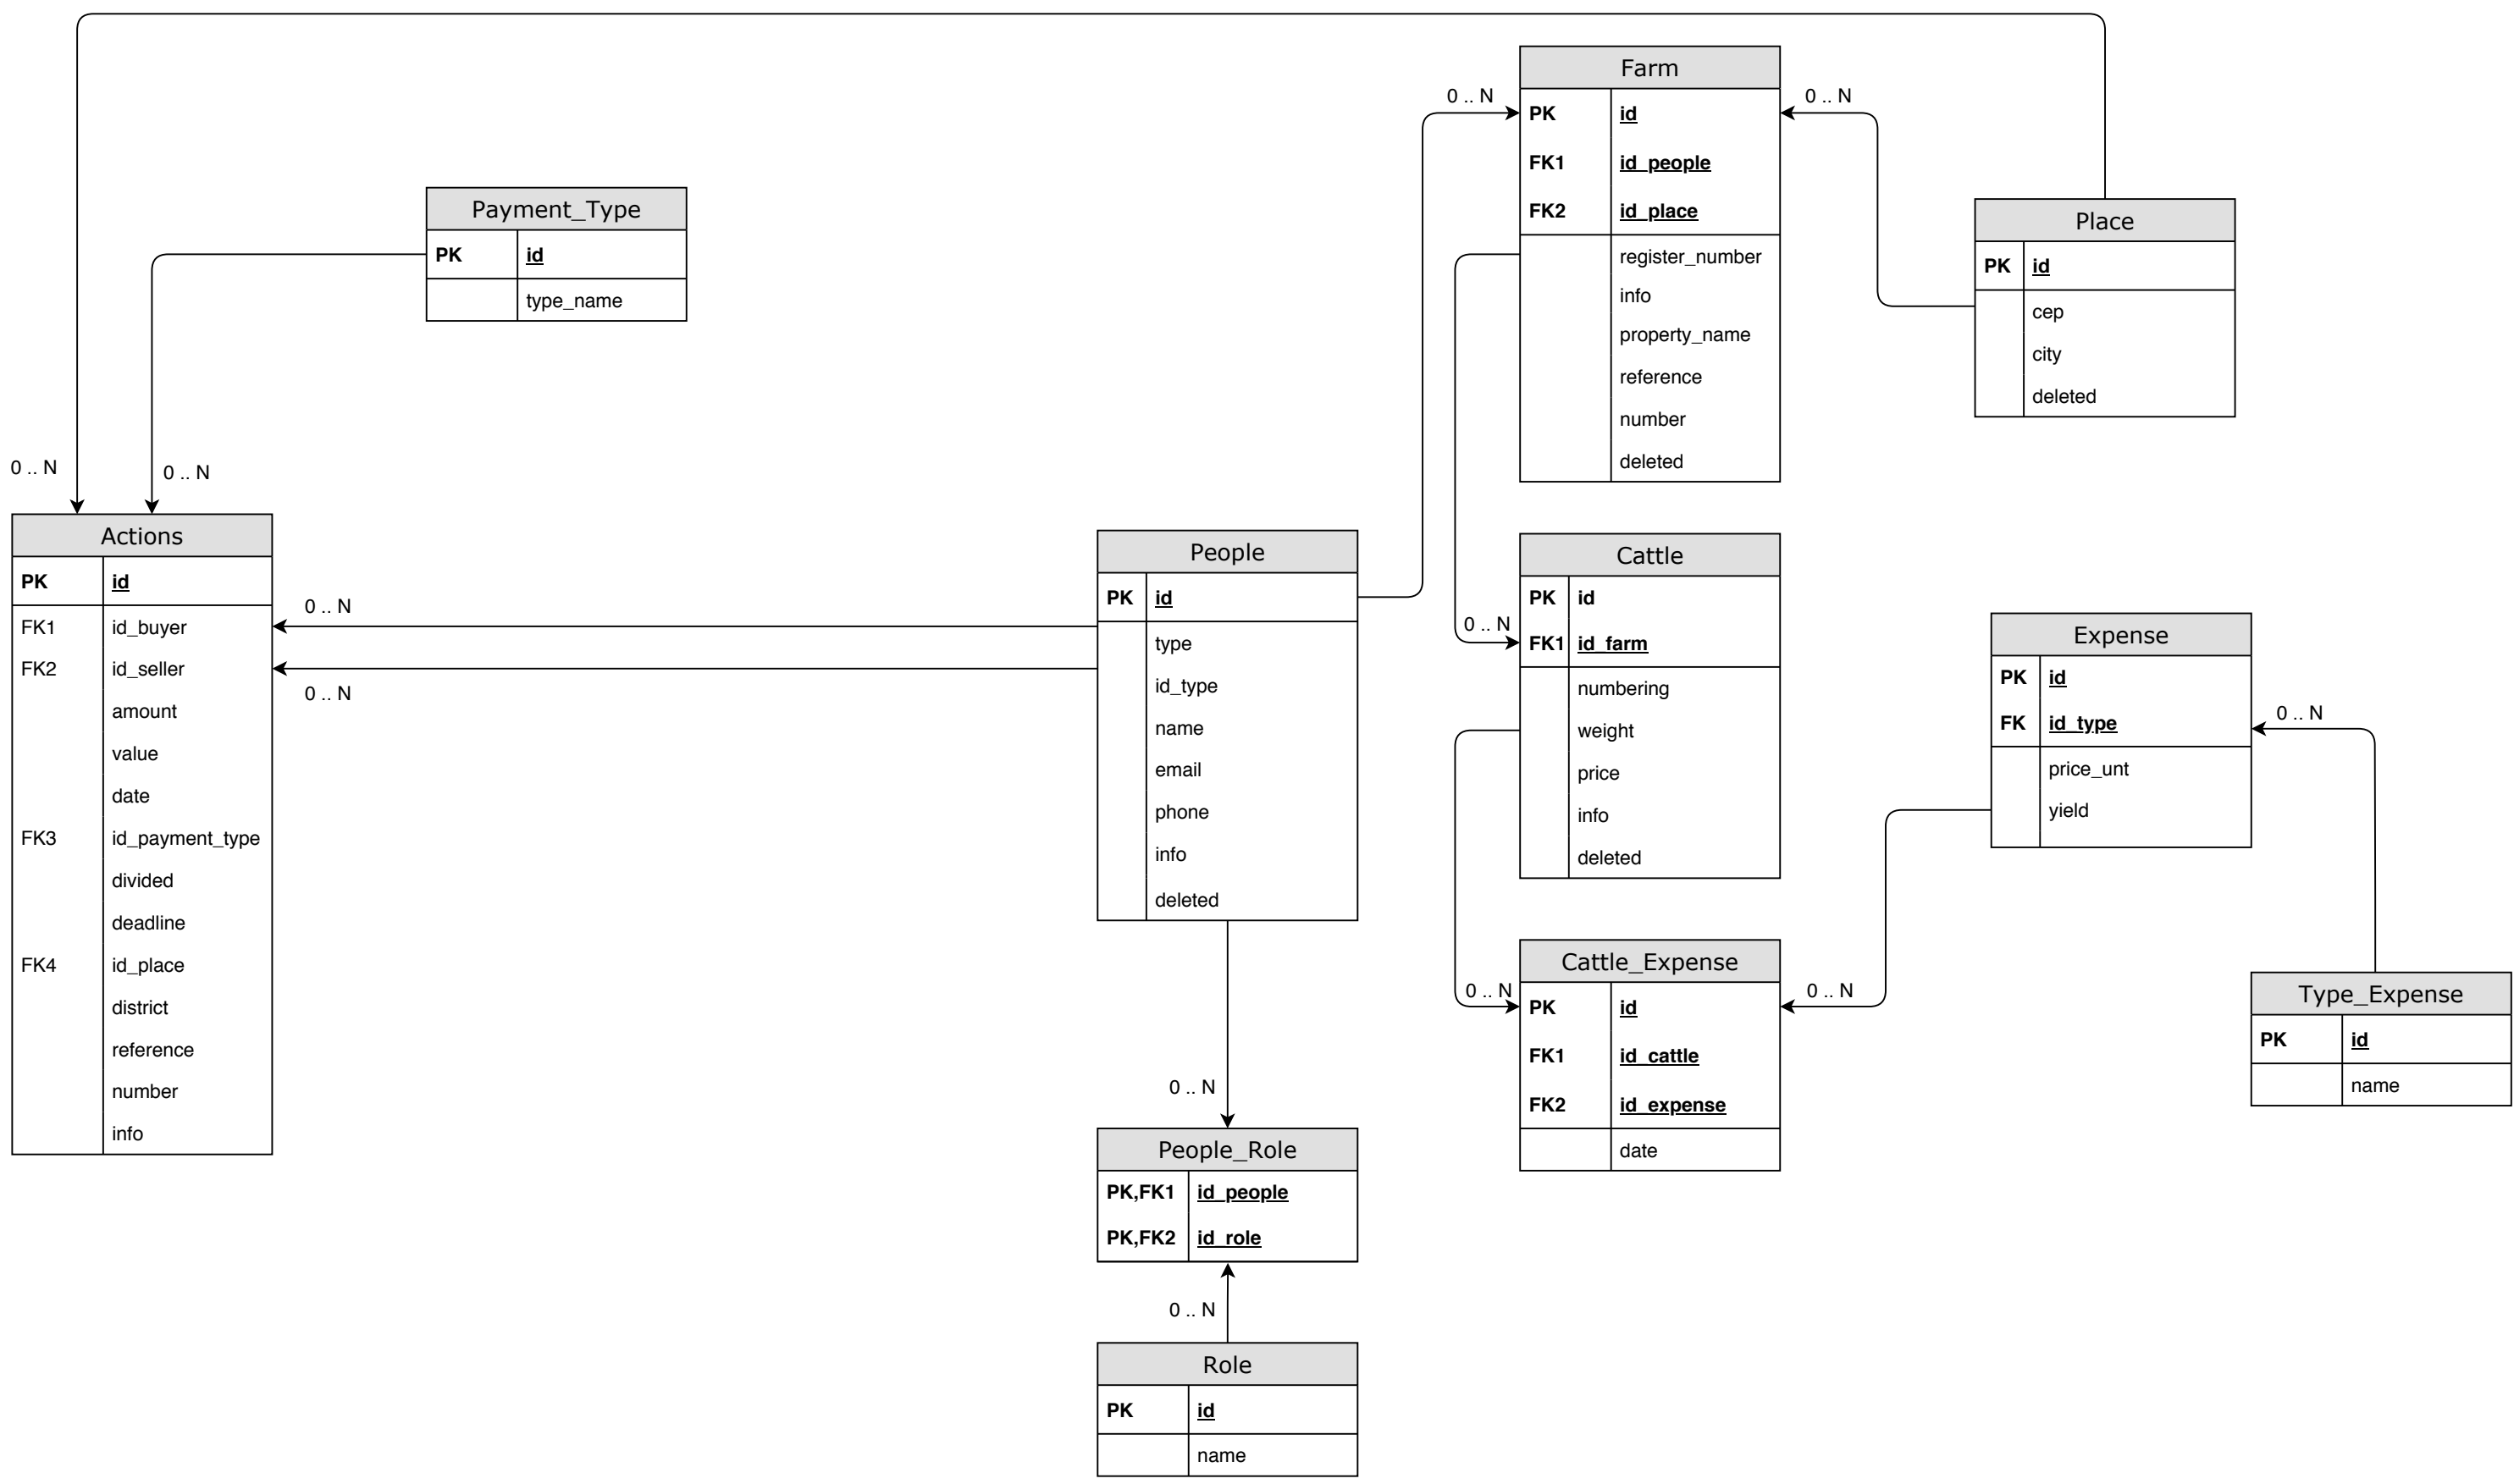 Farm
0 .. N
0 .. N
PK id
FK1 id_people
FK2 id_place
register_number
info
property_name
reference
number
deleted
Payment_Type
PK id
type_name
Place
PK id
cep
city
deleted
0 .. N
0 .. N
Actions
PK id
FK1 id_buyer
FK2 id_seller
amount
value
date
FK3 id_payment_type
divided
deadline
FK4 id_place
district
reference
number
info
0 .. N
0 .. N
People
PK id
type
id_type
name
email
phone
info
deleted
Cattle
PK id
0 .. N
FK1 id_farm
numbering
weight
price
info
deleted
Expense
PK id
FK id_type
price_unt
yield
0 .. N
Cattle_Expense
0 .. N
0 .. N
PK id
FK1 id_cattle
FK2 id_expense
date
Type_Expense
PK id
name
0 .. N
People_Role
PK,FK1 id_people
PK,FK2 id_role
0 .. N
Role
PK id
name